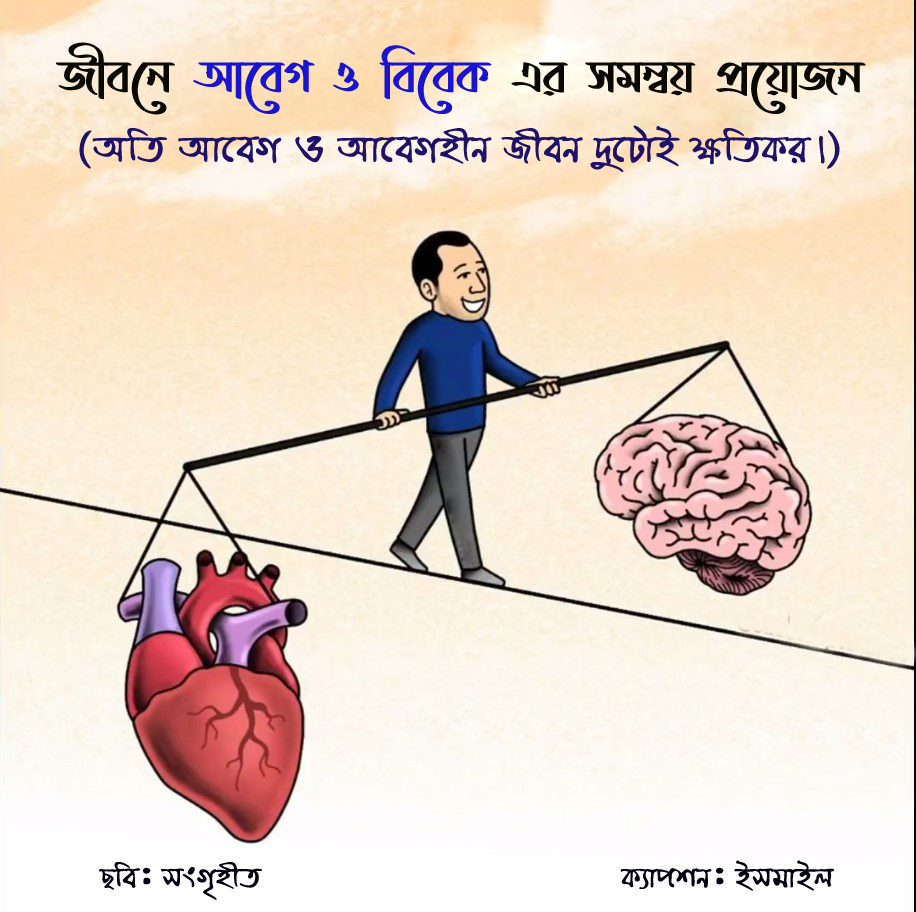 জীবনে আবেগ ও বিবেক এর সমন্বয় প্রয়োজন
(অতি আবেগ ও আবেগহীন জীবন দুটোই ক্ষতিকর।)
ছবি: সংগৃহীত
ক্যাপশন: ইসমাইল